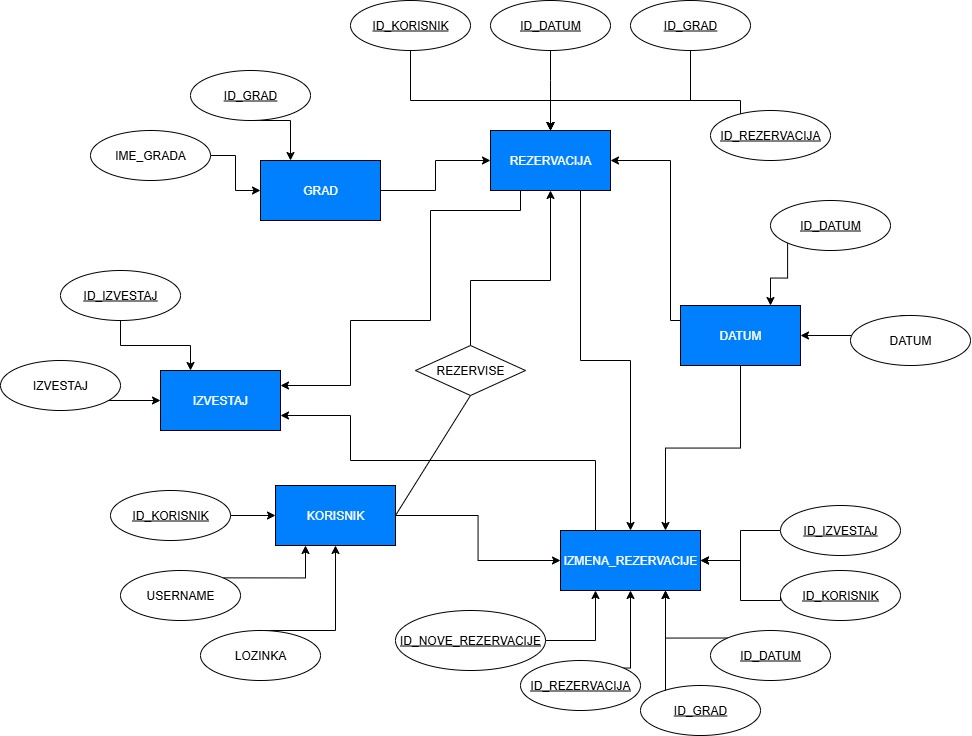 ID_KORISNIK
ID_DATUM
ID_GRAD
ID_GRAD
ID_REZERVACIJA
IME_GRADA
REZERVACIJA
GRAD
ID_DATUM
ID_IZVESTAJ
DATUM
DATUM
REZERVISE
IZVESTAJ
IZVESTAJ
ID_KORISNIK
KORISNIK
ID_IZVESTAJ
IZMENA_REZERVACIJE
USERNAME
ID_KORISNIK
ID_NOVE_REZERVACIJE
LOZINKA
ID_DATUM
ID_REZERVACIJA
ID_GRAD